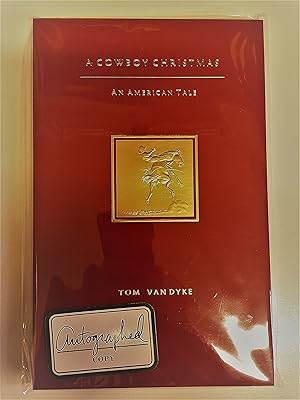 A COWBOY CHRISTMAS
AN AMERICAN TALE
TOM VAN DYKE
Autographed
COPY